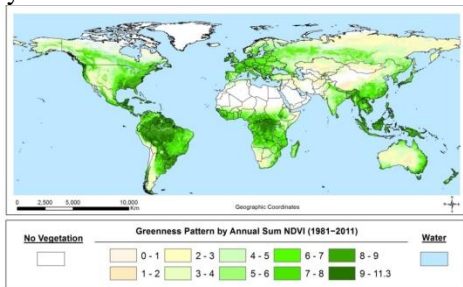 0 2,500 5,000 10,000
Km
Geographic Coordinates
Greenness Pattern by Annual Sum NDVI (1981–2011)
No Vegetation
Water
0 - 1 2 - 3 4 - 5 6 - 7 8 - 9
1 - 2 3 - 4 5 - 6 7 - 8 9 - 11.3